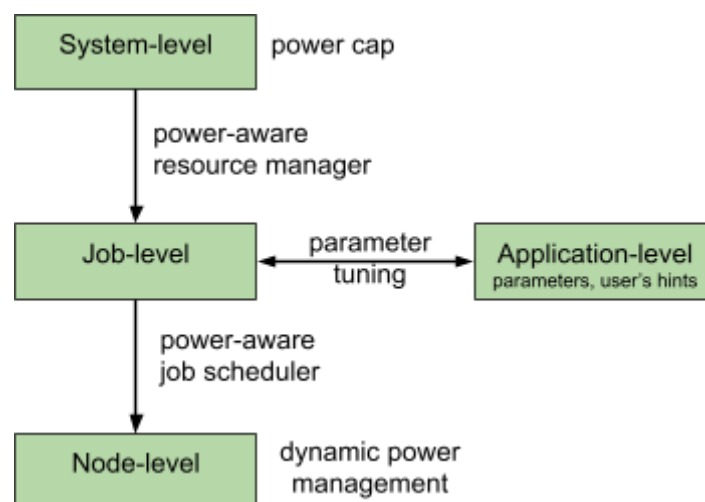 System-level
power cap
power-aware
resource manager
Job-level
parameter
tuning
Application-level
parameters, user's hints
power-aware
job scheduler
Node-level
dynamic power
management